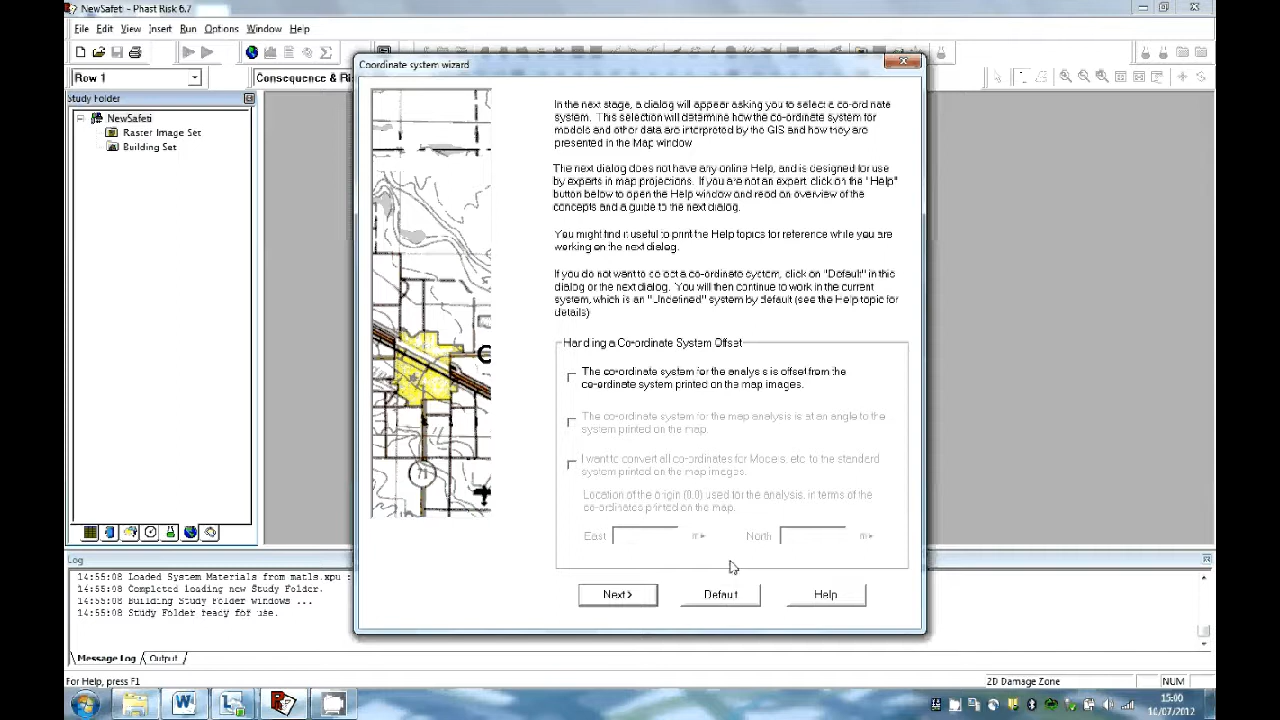 NewSafeti - Phast Risk 6.7
File Edit View Insert Run Options Window Help
Row 1
Consequence & Ri
Study Folder
NewSafeti
Raster Image Set
Building Set
Coordinate system wizard
In the next stage, a dialog will appear asking you to select a co-ordinate
system. This selection will determine how the co-ordinate system for
models and other data are interpreted by the GIS and how they are
presented in the Map window
The next dialog does not have any online Help, and is designed for use
by experts in map projections. If you are not an expert click on the "Help"
button below to open the Help window and read on overview of the
concepts and a guide to the next dialog.
You might find it useful to print the Help topics for reference while you are
working on the next dialog.
If you do not want to select a co-ordinate system, click on "Default" in this
dialog or the next dialog. You will then continue to work in the current
system, which is an "Undefined" system by default (see the Help topic for
details)
Handling a Co-ordinate System Offset
The co-ordinate system for the analysis is offset from the
co-ordinate system printed on the map images.
The co-ordinate system for the map analysis is at an angle to the
system printed on the map.
I want to convert all co-ordinates for Models, etc to the standard
system printed on the map images.
Location of the origin (0,0) used for the analysis, in terms of the
co-ordinates printed on the map.
East m North m
Next> Default Help
Log
14:55:08 Loaded System Materials from matls.xpu :
14:55:08 Completed loading new Study Folder.
14:55:08 Building Study Folder windows ...
14:55:08 Study Folder ready for use.
Message Log Output
For Help, press F1
2D Damage Zone NUM
15:00
10/07/2012